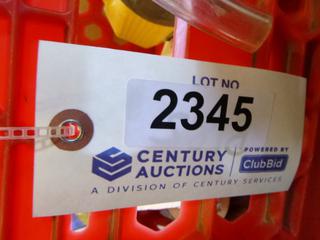 LOT NO
2345
CENTURY
AUCTIONS
POWERED BY
ClubBid
A DIVISION OF CENTURY SERVICES